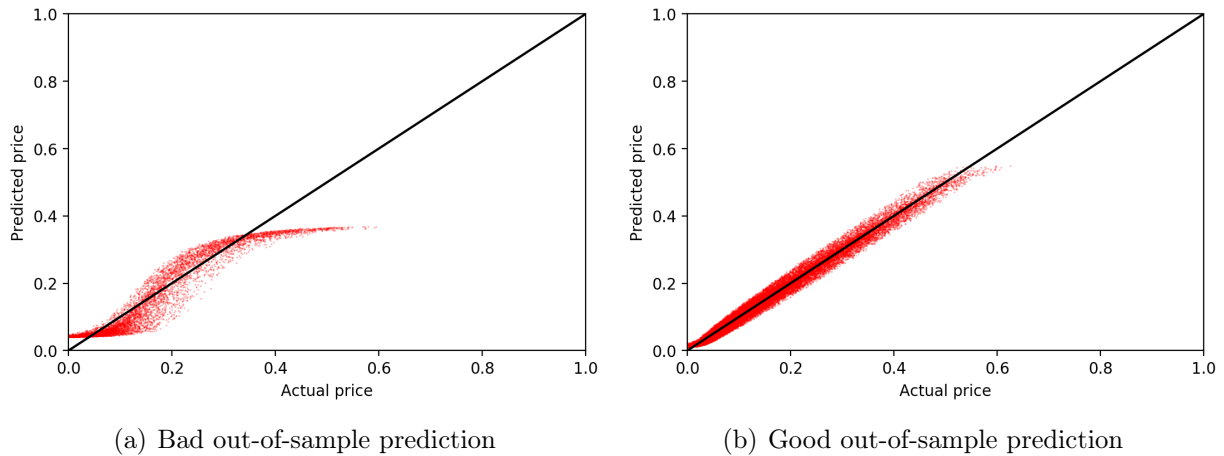 1.0
0.8
0.6
0.4
0.2
0.0
Predicted price
0.0 0.2 0.4 0.6 0.8 1.0
Actual price
(a) Bad out-of-sample prediction
1.0
0.8
0.6
0.4
0.2
0.0
Predicted price
0.0 0.2 0.4 0.6 0.8 1.0
Actual price
(b) Good out-of-sample prediction